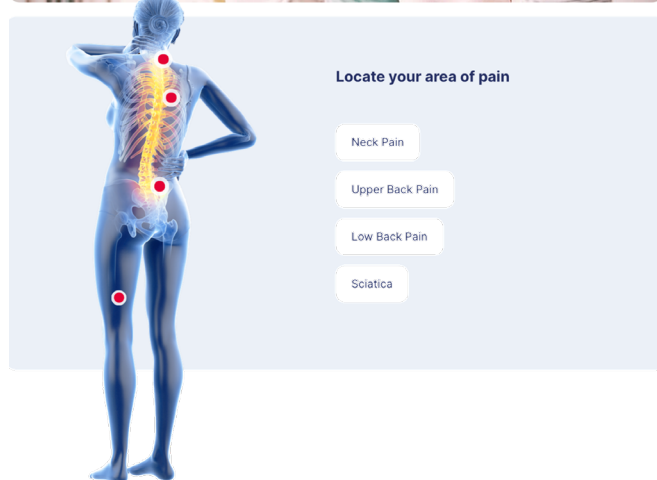 Locate your area of pain
Neck Pain
Upper Back Pain
Low Back Pain
Sciatica